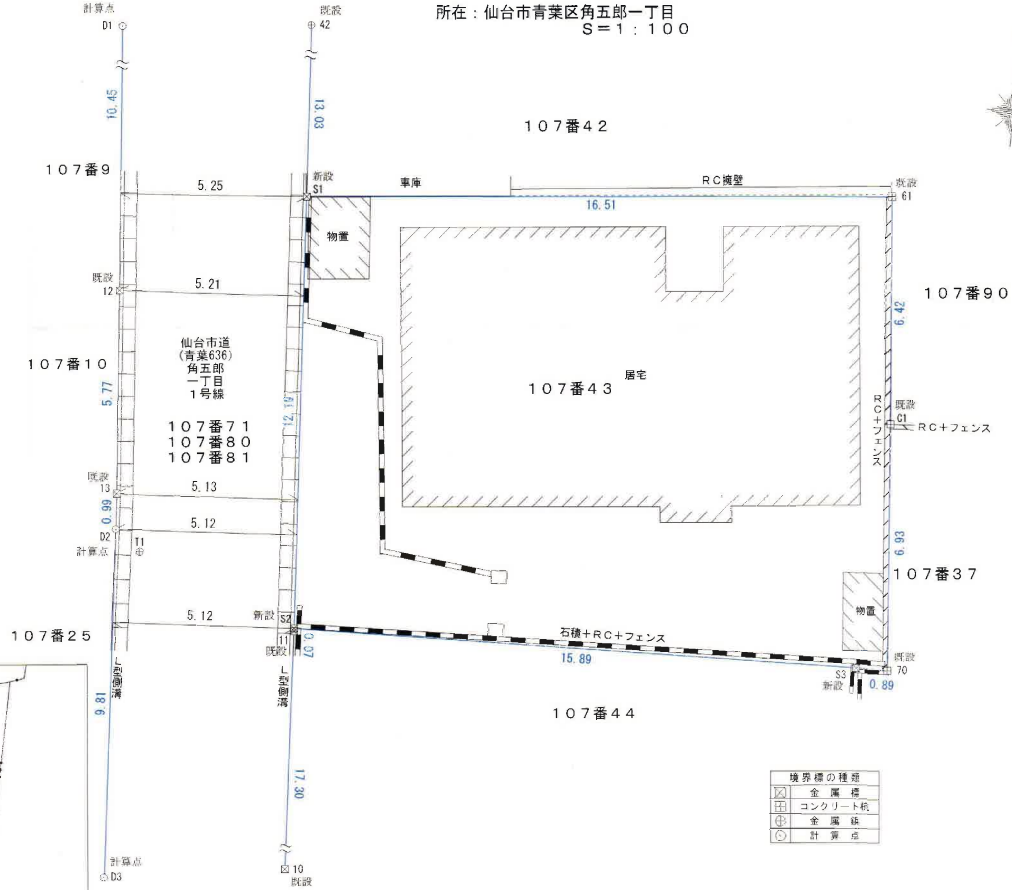 所在：仙台市青葉区角五郎一丁目
S＝1：100
計算点
D1
既設
42
10.45
13.03
107番42
107番9
新設
S1
5.25
車庫
RC擁壁
既設
61
16.51
物置
既設
12
5.21
107番90
6.42
仙台市道
(青葉636)
角五郎
一丁目
1号線
107番10
5.77
12.19
居宅
107番43
RC＋フェンス
既設
C1
RC＋フェンス
107番71
107番80
107番81
既設
13
5.13
0.99
D2
計算点
T1
5.12
6.93
107番37
物置
5.12
新設
S2
11
既設
0.07
107番25
石積＋RC＋フェンス
15.89
既設
70
S3
新設
0.89
L型側溝
L型側溝
9.81
107番44
17.30
境界標の種類
金属標
コンクリート杭
金属鋲
計算点
計算点
D3
10
既設